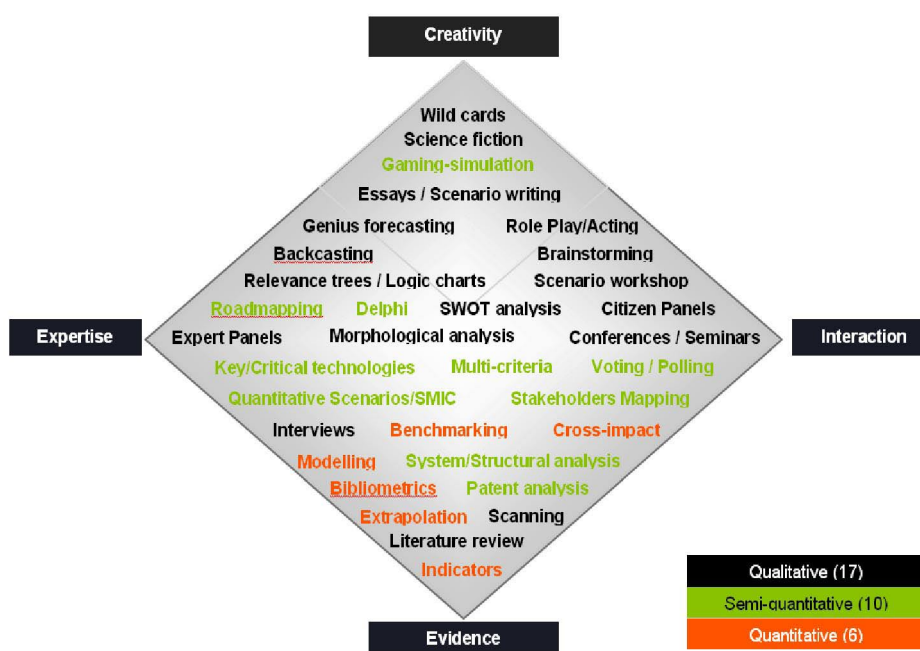 Creativity
Wild cards
Science fiction
Gaming-simulation
Essays / Scenario writing
Genius forecasting Role Play/Acting
Backcasting Brainstorming
Relevance trees / Logic charts Scenario workshop
Roadmapping Delphi SWOT analysis Citizen Panels
Expertise Expert Panels Morphological analysis Conferences / Seminars Interaction
Key/Critical technologies Multi-criteria Voting / Polling
Quantitative Scenarios/SMIC Stakeholders Mapping
Interviews Benchmarking Cross-impact
Modelling System/Structural analysis
Bibliometrics Patent analysis
Extrapolation Scanning
Literature review
Indicators
Evidence
Qualitative (17)
Semi-quantitative (10)
Quantitative (6)